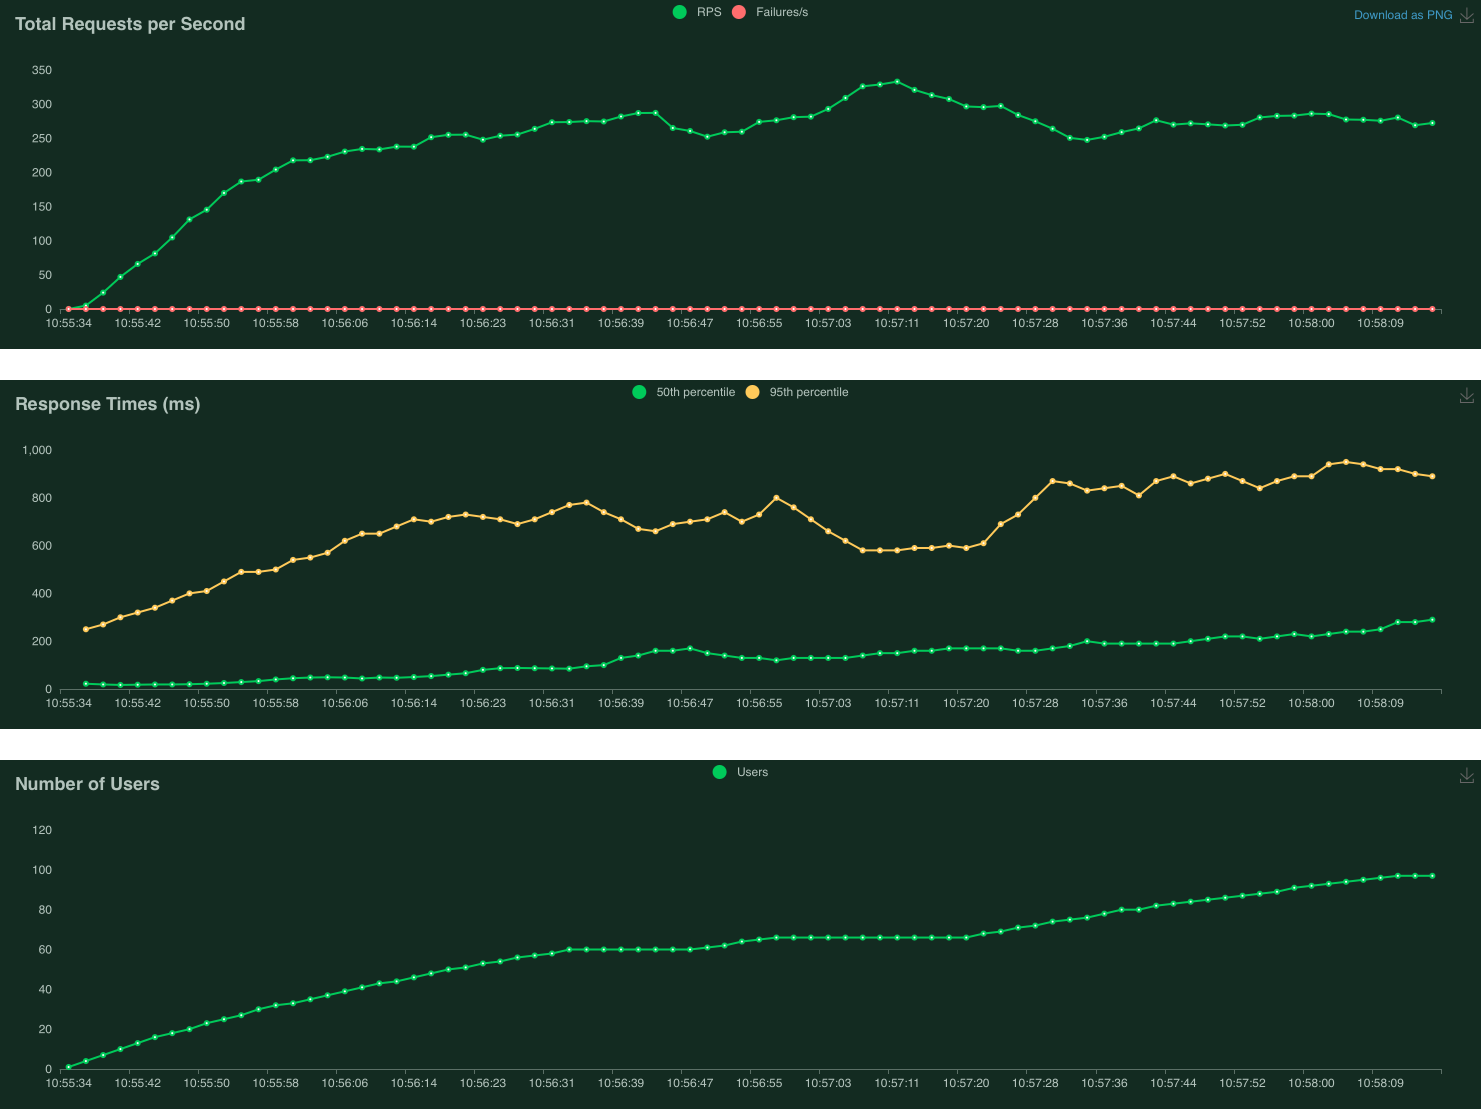 Total Requests per Second
RPS Failures/s
Download as PNG
350
300
250
200
150
100
50
0
10:55:34 10:55:42 10:55:50 10:55:58 10:56:06 10:56:14 10:56:23 10:56:31 10:56:39 10:56:47 10:56:55 10:57:03 10:57:11 10:57:20 10:57:28 10:57:36 10:57:44 10:57:52 10:58:00 10:58:09
Response Times (ms)
50th percentile 95th percentile
1,000
800
600
400
200
0
10:55:34 10:55:42 10:55:50 10:55:58 10:56:06 10:56:14 10:56:23 10:56:31 10:56:39 10:56:47 10:56:55 10:57:03 10:57:11 10:57:20 10:57:28 10:57:36 10:57:44 10:57:52 10:58:00 10:58:09
Number of Users
Users
120
100
80
60
40
20
0
10:55:34 10:55:42 10:55:50 10:55:58 10:56:06 10:56:14 10:56:23 10:56:31 10:56:39 10:56:47 10:56:55 10:57:03 10:57:11 10:57:20 10:57:28 10:57:36 10:57:44 10:57:52 10:58:00 10:58:09